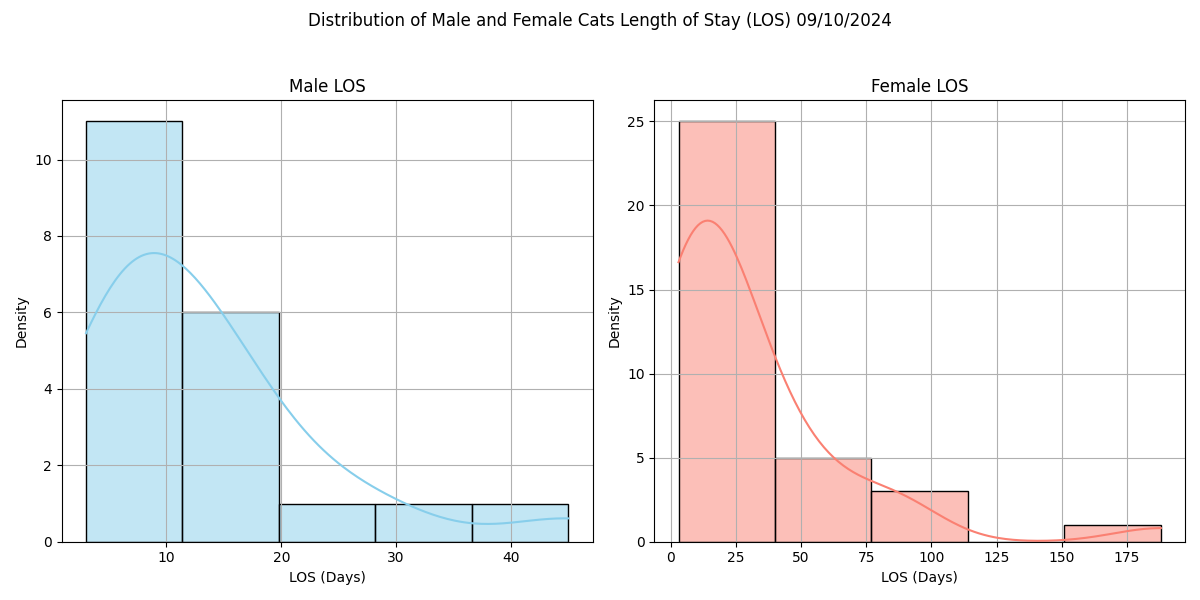 Distribution of Male and Female Cats Length of Stay (LOS) 09/10/2024
Male LOS
Density
10
8
6
4
2
0
10 20 30 40
LOS (Days)
Female LOS
Density
25
20
15
10
5
0
0 25 50 75 100 125 150 175
LOS (Days)